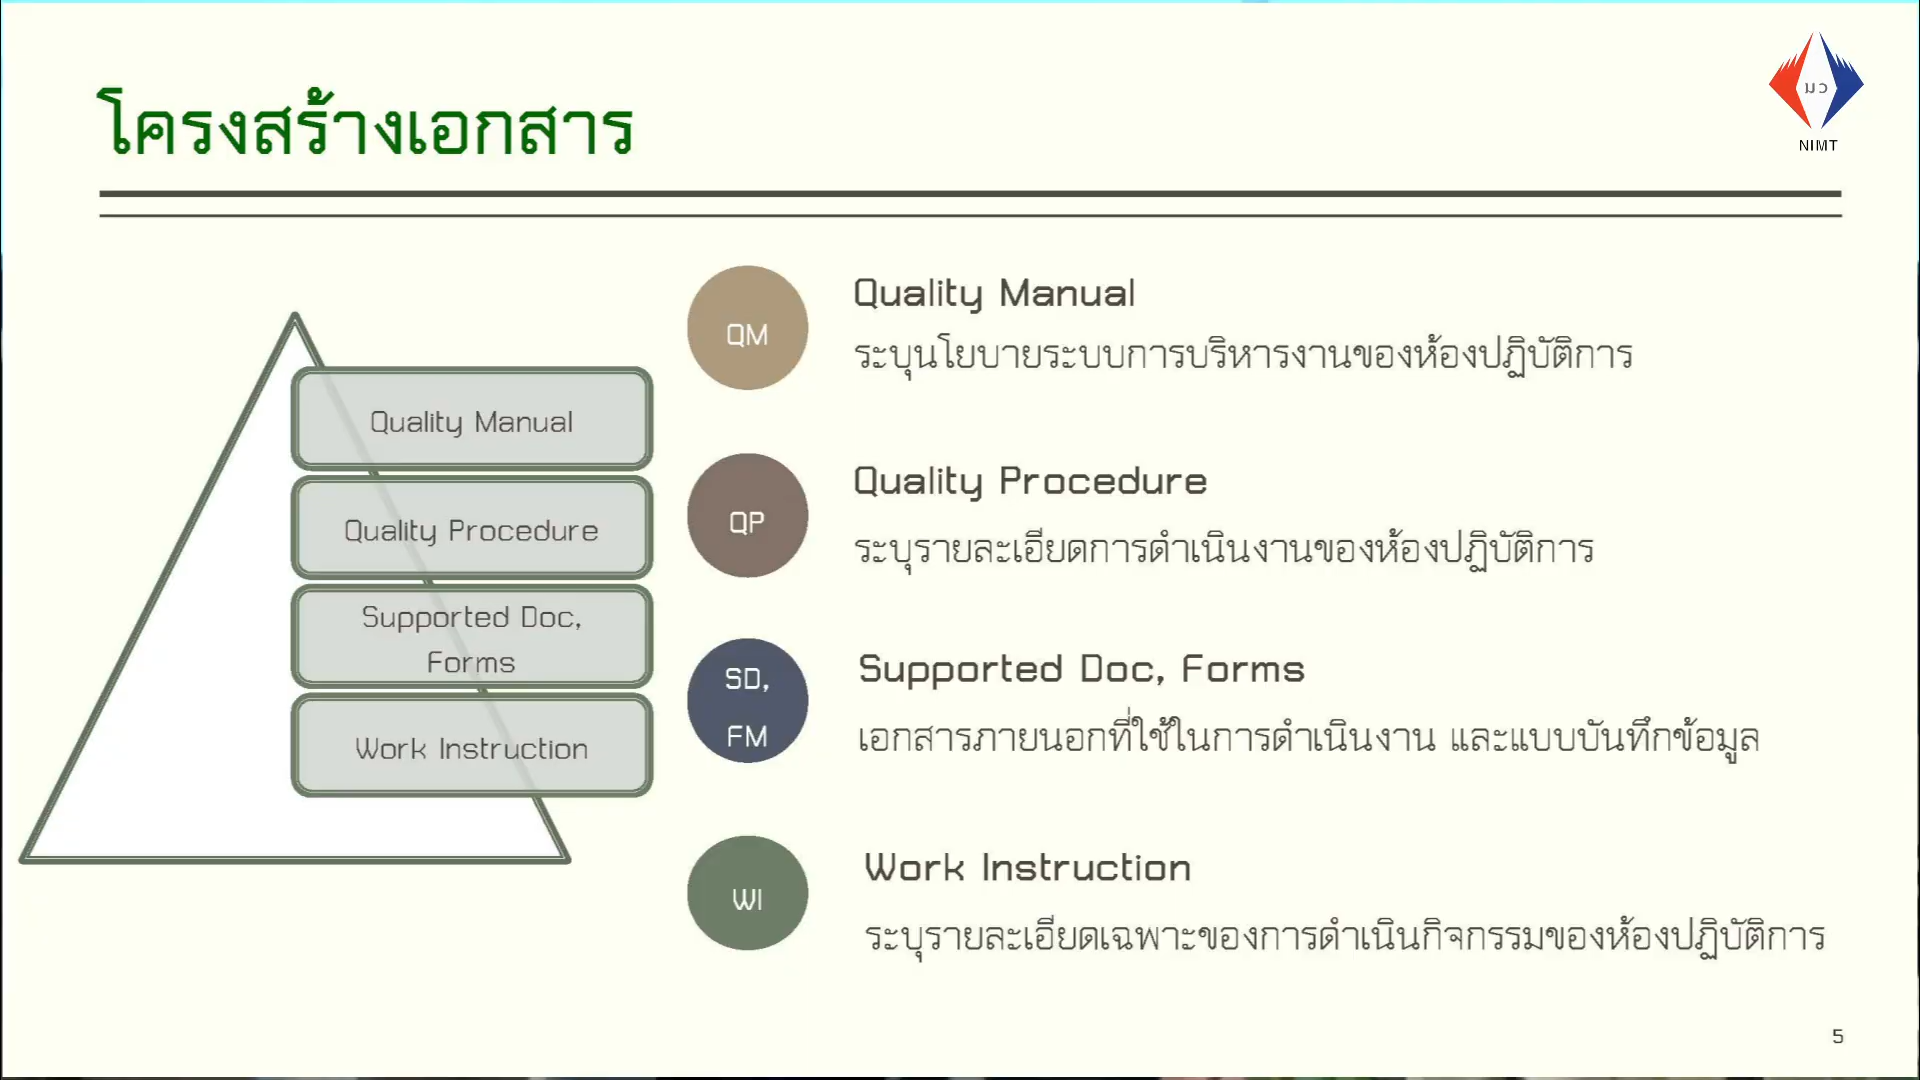 มว
NIMT
โครงสร้างเอกสาร
Quality Manual
Quality Procedure
Supported Doc,
Forms
Work Instruction
QM
Quality Manual
ระบุนโยบายระบบการบริหารงานของห้องปฏิบัติการ
QP
Quality Procedure
ระบุรายละเอียดการดำเนินงานของห้องปฏิบัติการ
SD,
FM
Supported Doc, Forms
เอกสารภายนอกที่ใช้ในการดำเนินงาน และแบบบันทึกข้อมูล
WI
Work Instruction
ระบุรายละเอียดเฉพาะของการดำเนินกิจกรรมของห้องปฏิบัติการ
5